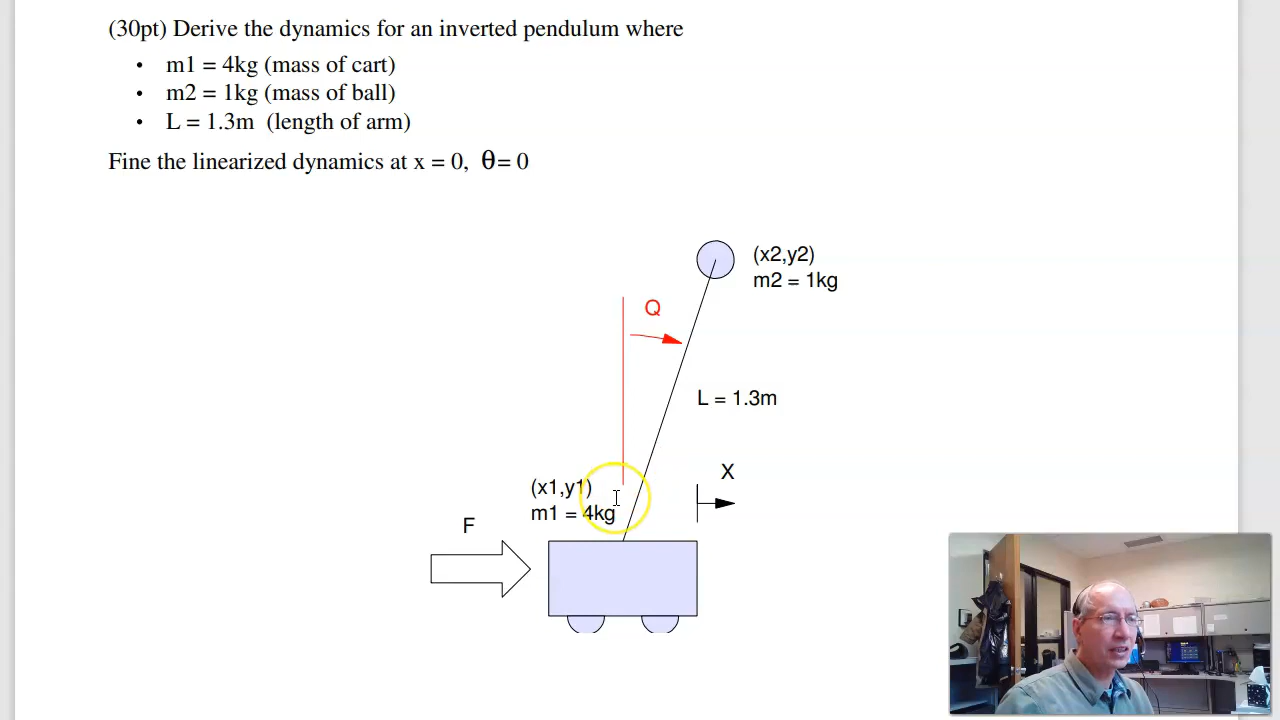 (30pt) Derive the dynamics for an inverted pendulum where
• m1 = 4kg (mass of cart)
• m2 = 1kg (mass of ball)
• L = 1.3m (length of arm)
Fine the linearized dynamics at x = 0, θ= 0
(x2,y2)
m2 = 1kg
Q
L = 1.3m
X
(x1,y1)
m1 = 4kg
F